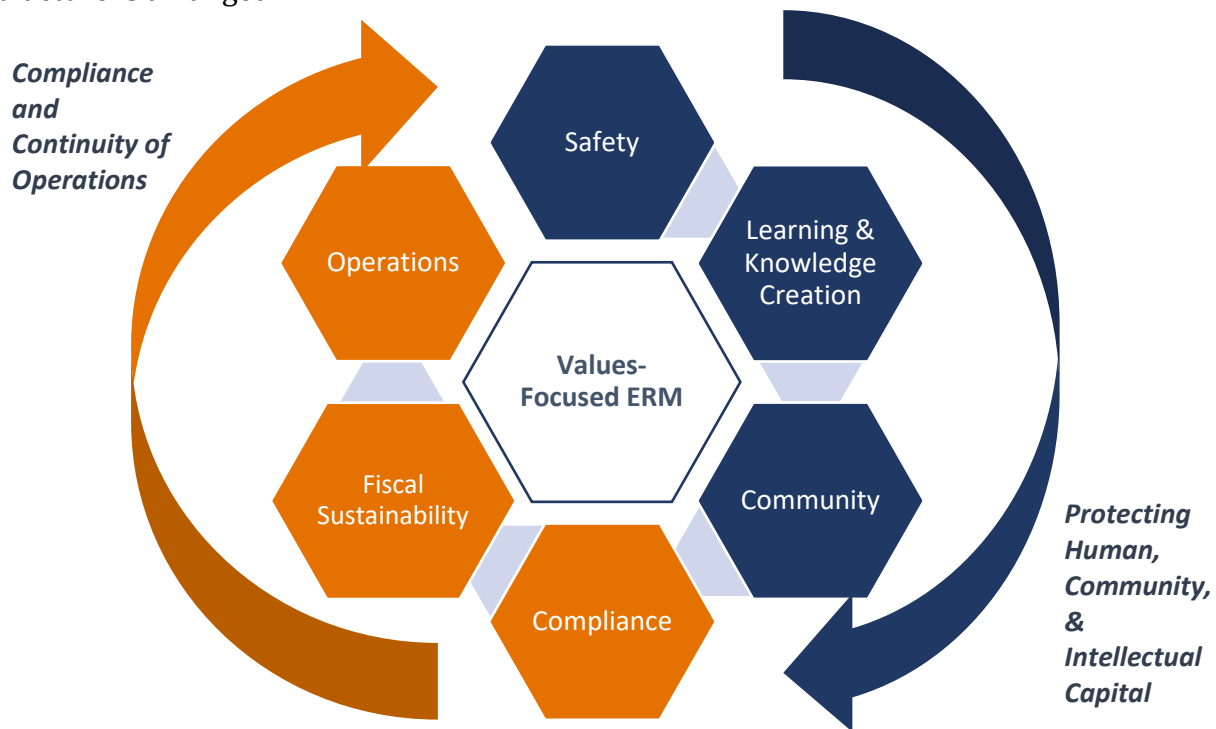 Compliance
and
Continuity of
Operations
Safety
Learning &
Knowledge
Creation
Operations
Values-
Focused ERM
Fiscal
Sustainability
Community
Compliance
Protecting
Human,
Community,
&
Intellectual
Capital